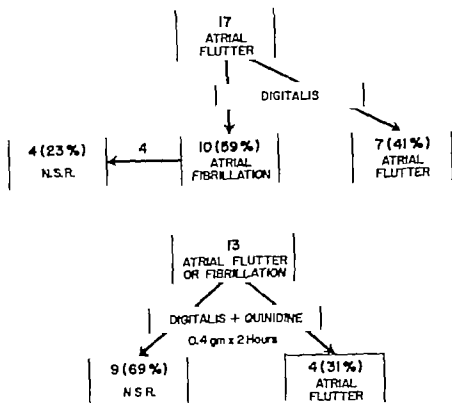 17
ATRIAL
FLUTTER
DIGITALIS
4 (23%)
N.S.R.
4
10 (59%)
ATRIAL
FIBRILLATION
7 (41%)
ATRIAL
FLUTTER
13
ATRIAL FLUTTER
OR FIBRILLATION
DIGITALIS + QUINIDINE
0.4 gm x 2 Hours
9 (69%)
N.S.R.
4 (31%)
ATRIAL
FLUTTER